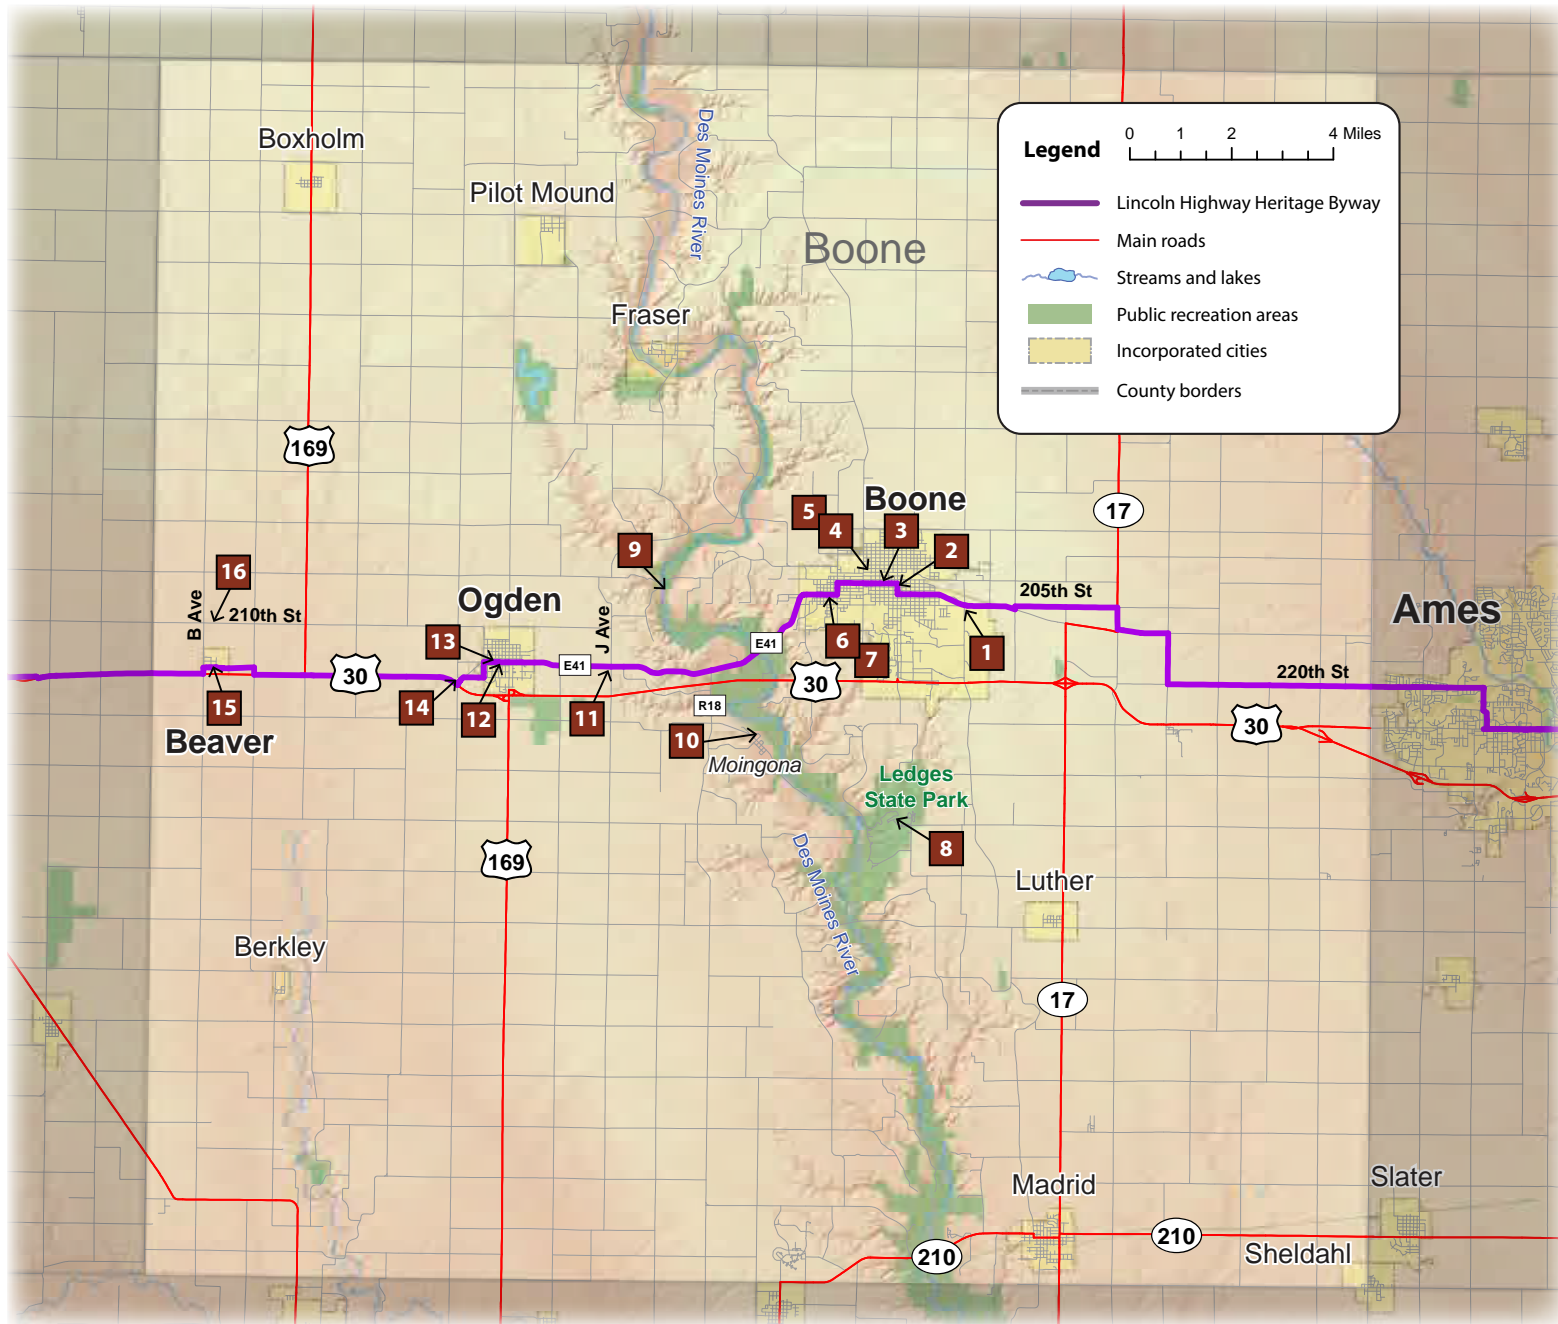 Boxholm
Pilot Mound
Des Moines River
Boone
Fraser
Legend
0 1 2 4 Miles
Lincoln Highway Heritage Byway
Main roads
Streams and lakes
Public recreation areas
Incorporated cities
County borders
169
17
Boone
5
4
3
2
9
16
B Ave
210th St
Ogden
13
J Ave
E41
E41
205th St
Ames
6
7
1
30
30
220th St
15
14
12
11
R18
10
Beaver
Moingona
30
Ledges
State Park
8
169
Des Moines River
Luther
Berkley
17
Madrid
Slater
210
210
Sheldahl